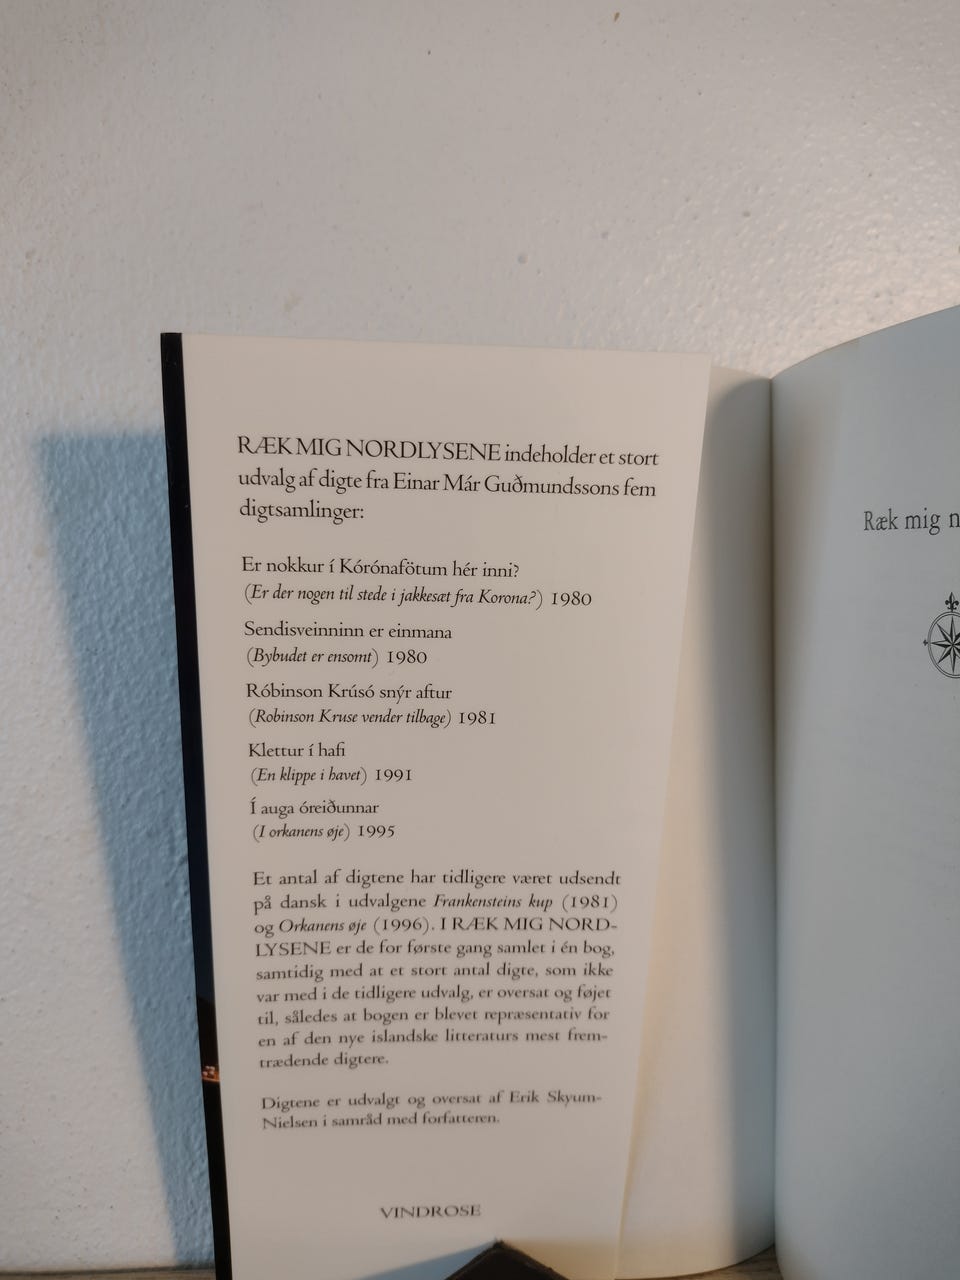 RÆK MIG NORDLYSENE indeholder et stort
udvalg af digte fra Einar Már Guðmundssons fem
digtsamlinger:
Er nokkur í Kórónafötum hér inni?
(Er der nogen til stede i jakkesæt fra Korona?) 1980
Sendisveinninn er einmana
(Bybudet er ensomt) 1980
Róbinson Krúsó snýr aftur
(Robinson Kruse vender tilbage) 1981
Klettur í hafi
(En klippe i havet) 1991
Í auga óreiðunnar
(I orkanens øje) 1995
Et antal af digtene har tidligere været udsendt
på dansk i udvalgene Frankensteins kup (1981)
og Orkanens øje (1996). I RÆK MIG NORD-
LYSENE er de for første gang samlet i én bog,
samtidig med at et stort antal digte, som ikke
var med i de tidligere udvalg, er oversat og føjet
til, således at bogen er blevet repræsentativ for
en af den nye islandske litteraturs mest frem-
trædende digtere.
Digtene er udvalgt og oversat af Erik Skyum-
Nielsen i samråd med forfatteren.
VINDROSE
Ræk mig n